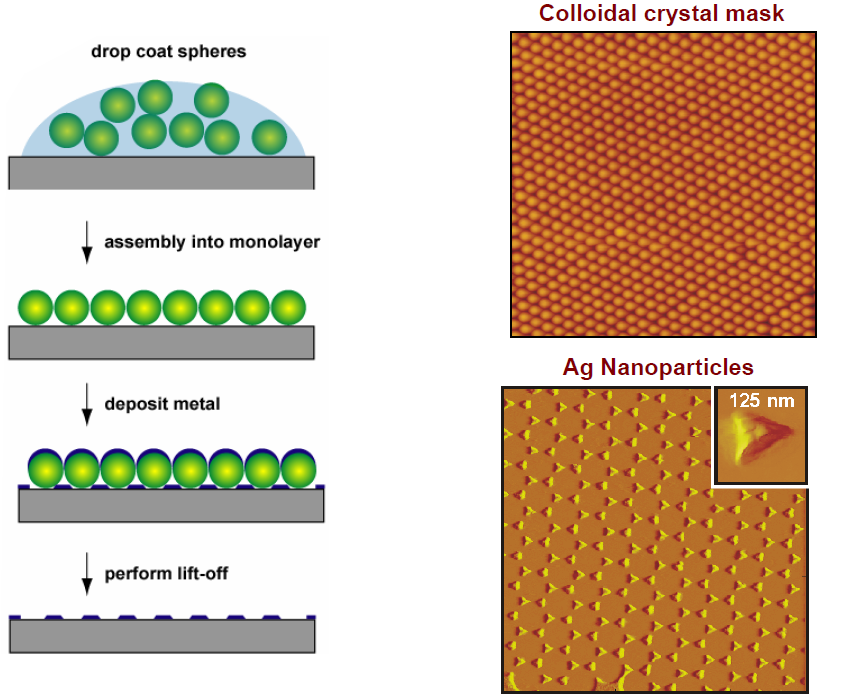 drop coat spheres
assembly into monolayer
deposit metal
perform lift-off
Colloidal crystal mask
Ag Nanoparticles
125 nm